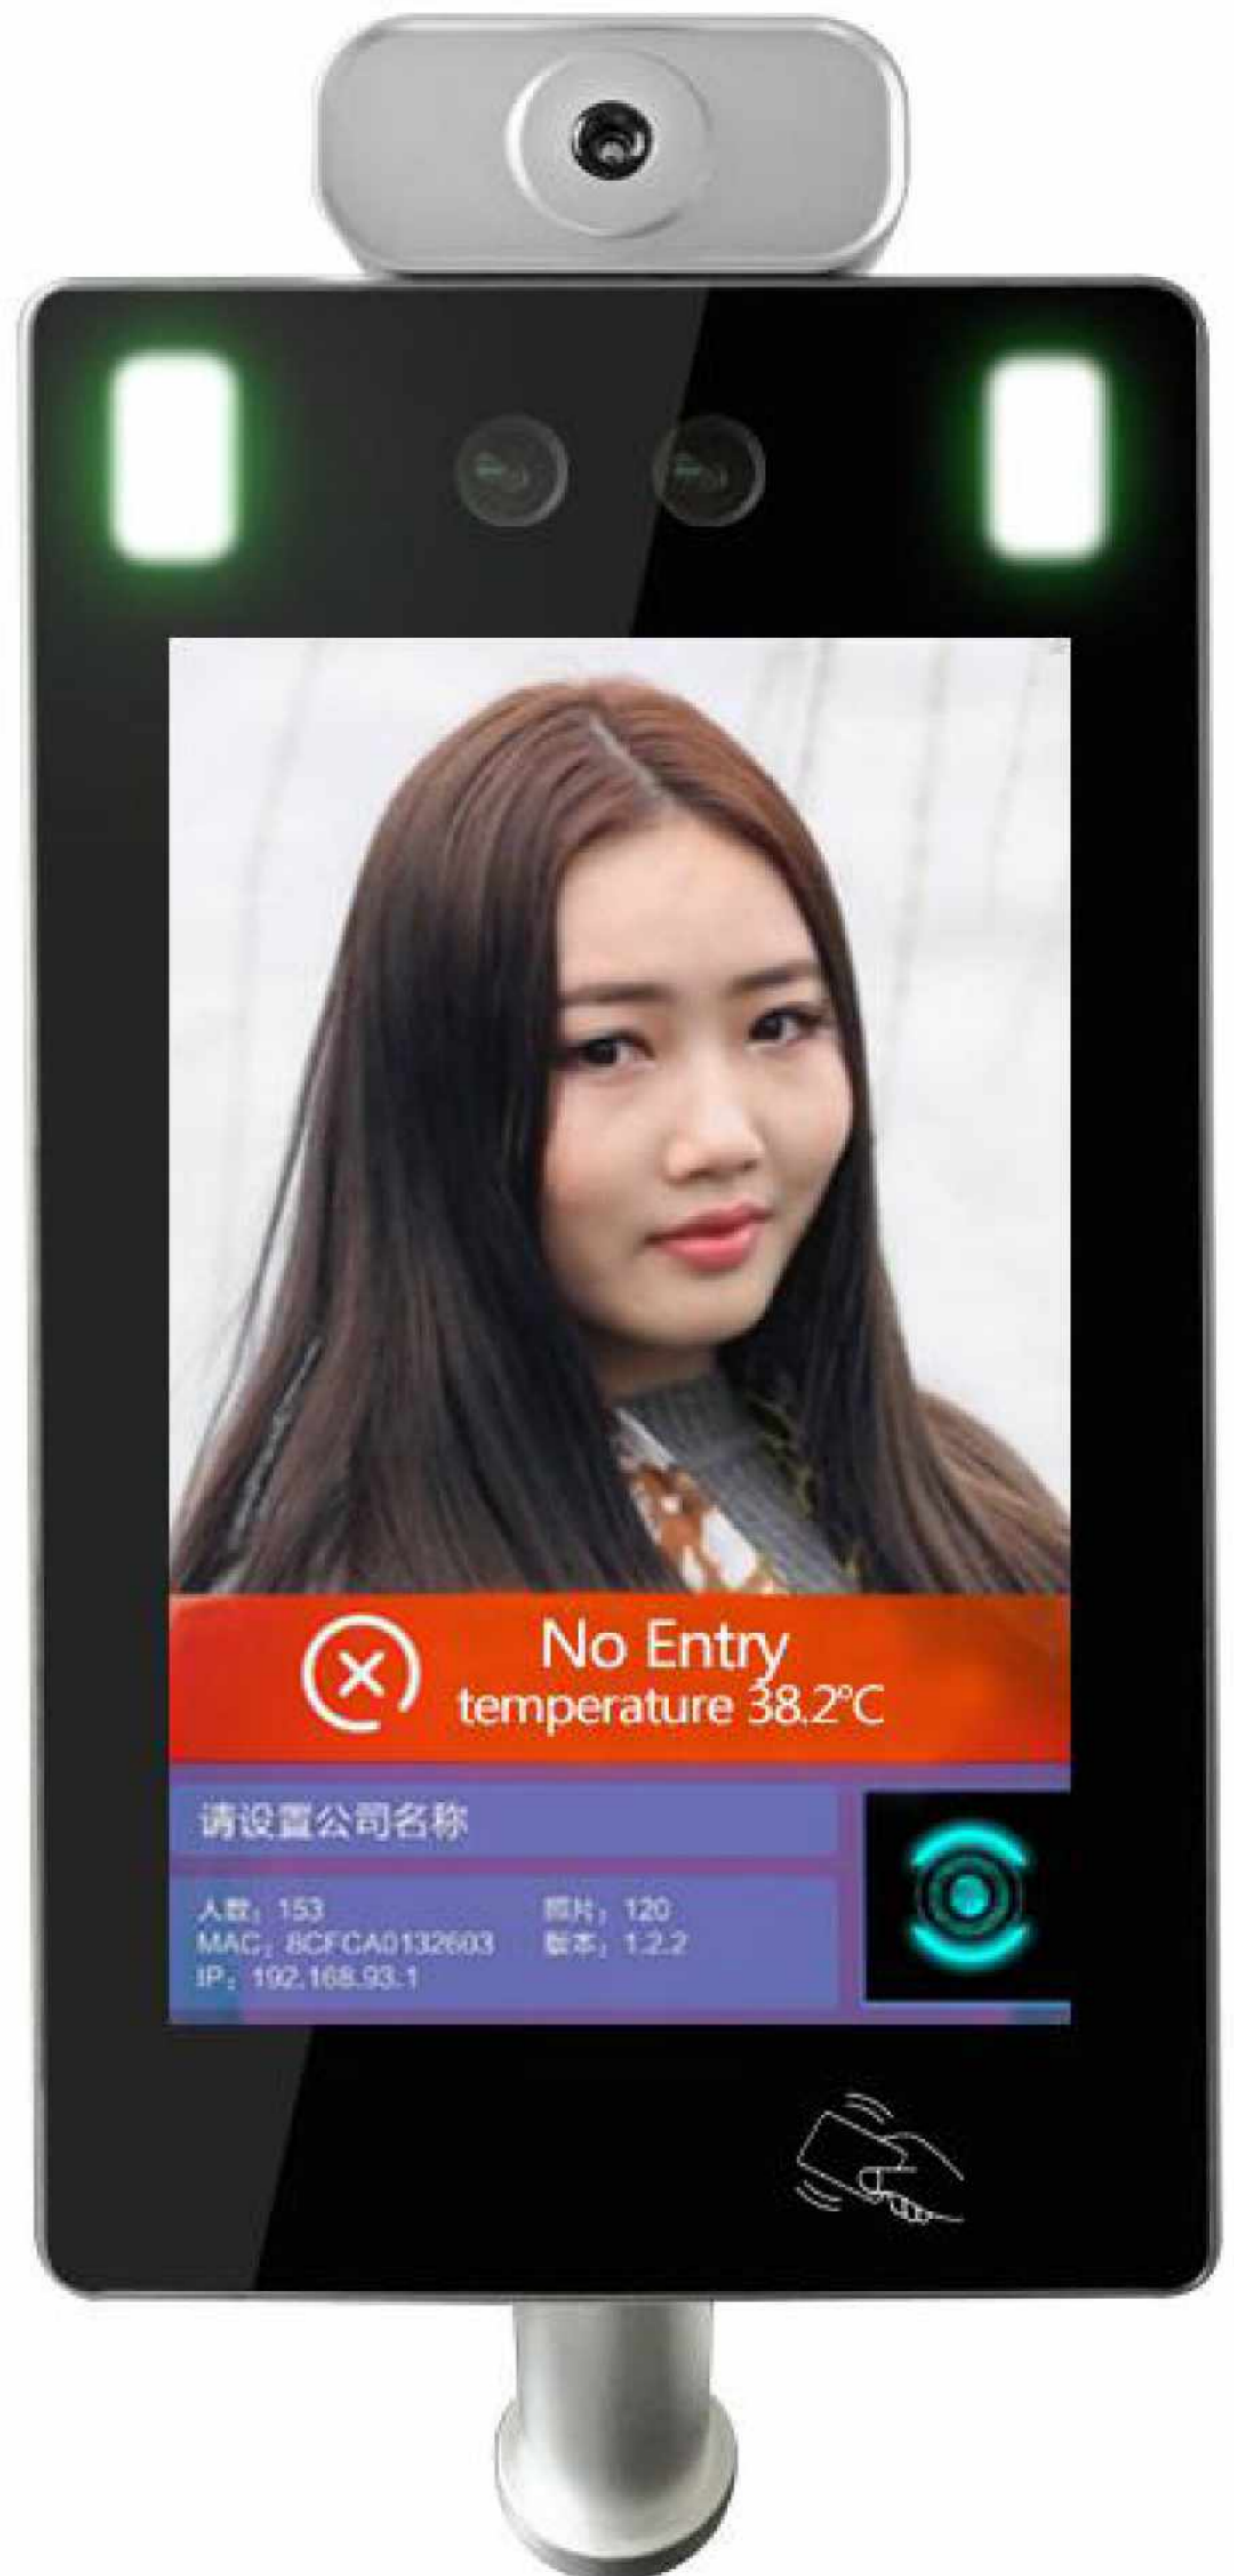 No Entry
temperature 38.2°C
请设置公司名称
人数：153 照片：120
MAC：8CFCA0132603 版本：1.2.2
IP：192.168.93.1